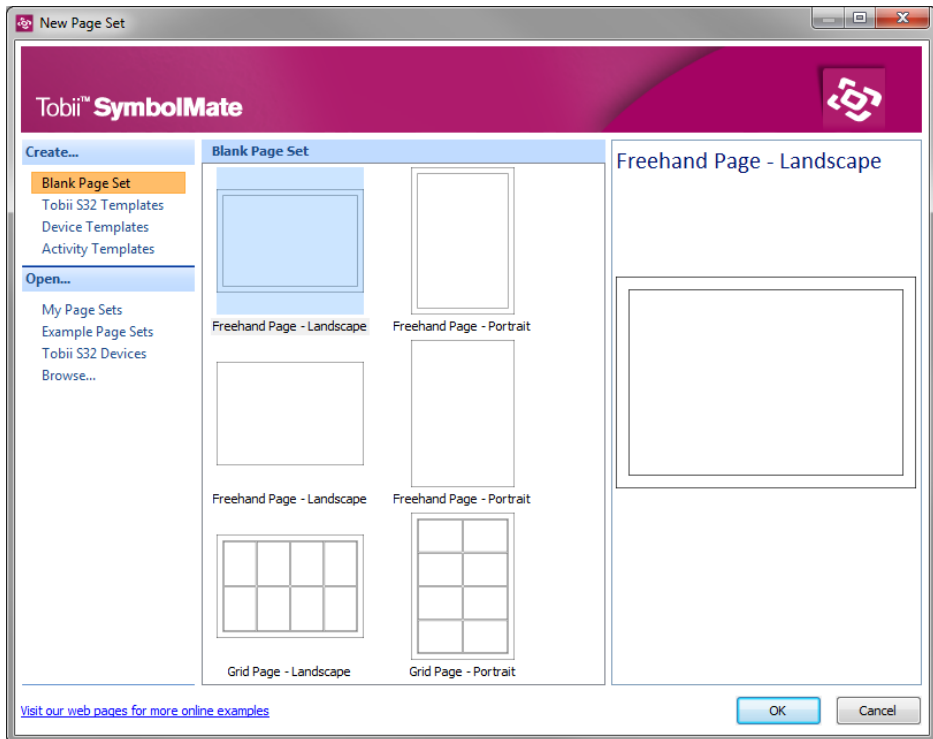 New Page Set
Tobii™ SymbolMate
Create...
Blank Page Set
Tobii S32 Templates
Device Templates
Activity Templates
Open...
My Page Sets
Example Page Sets
Tobii S32 Devices
Browse...
Blank Page Set
Freehand Page - Landscape
Freehand Page - Portrait
Freehand Page - Landscape
Freehand Page - Portrait
Grid Page - Landscape
Grid Page - Portrait
Freehand Page - Landscape
Visit our web pages for more online examples
OK
Cancel